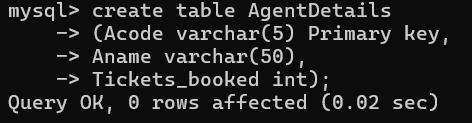 mysql> create table AgentDetails
    -> (Acode varchar(5) Primary key,
    -> Aname varchar(50),
    -> Tickets_booked int);
Query OK, 0 rows affected (0.02 sec)